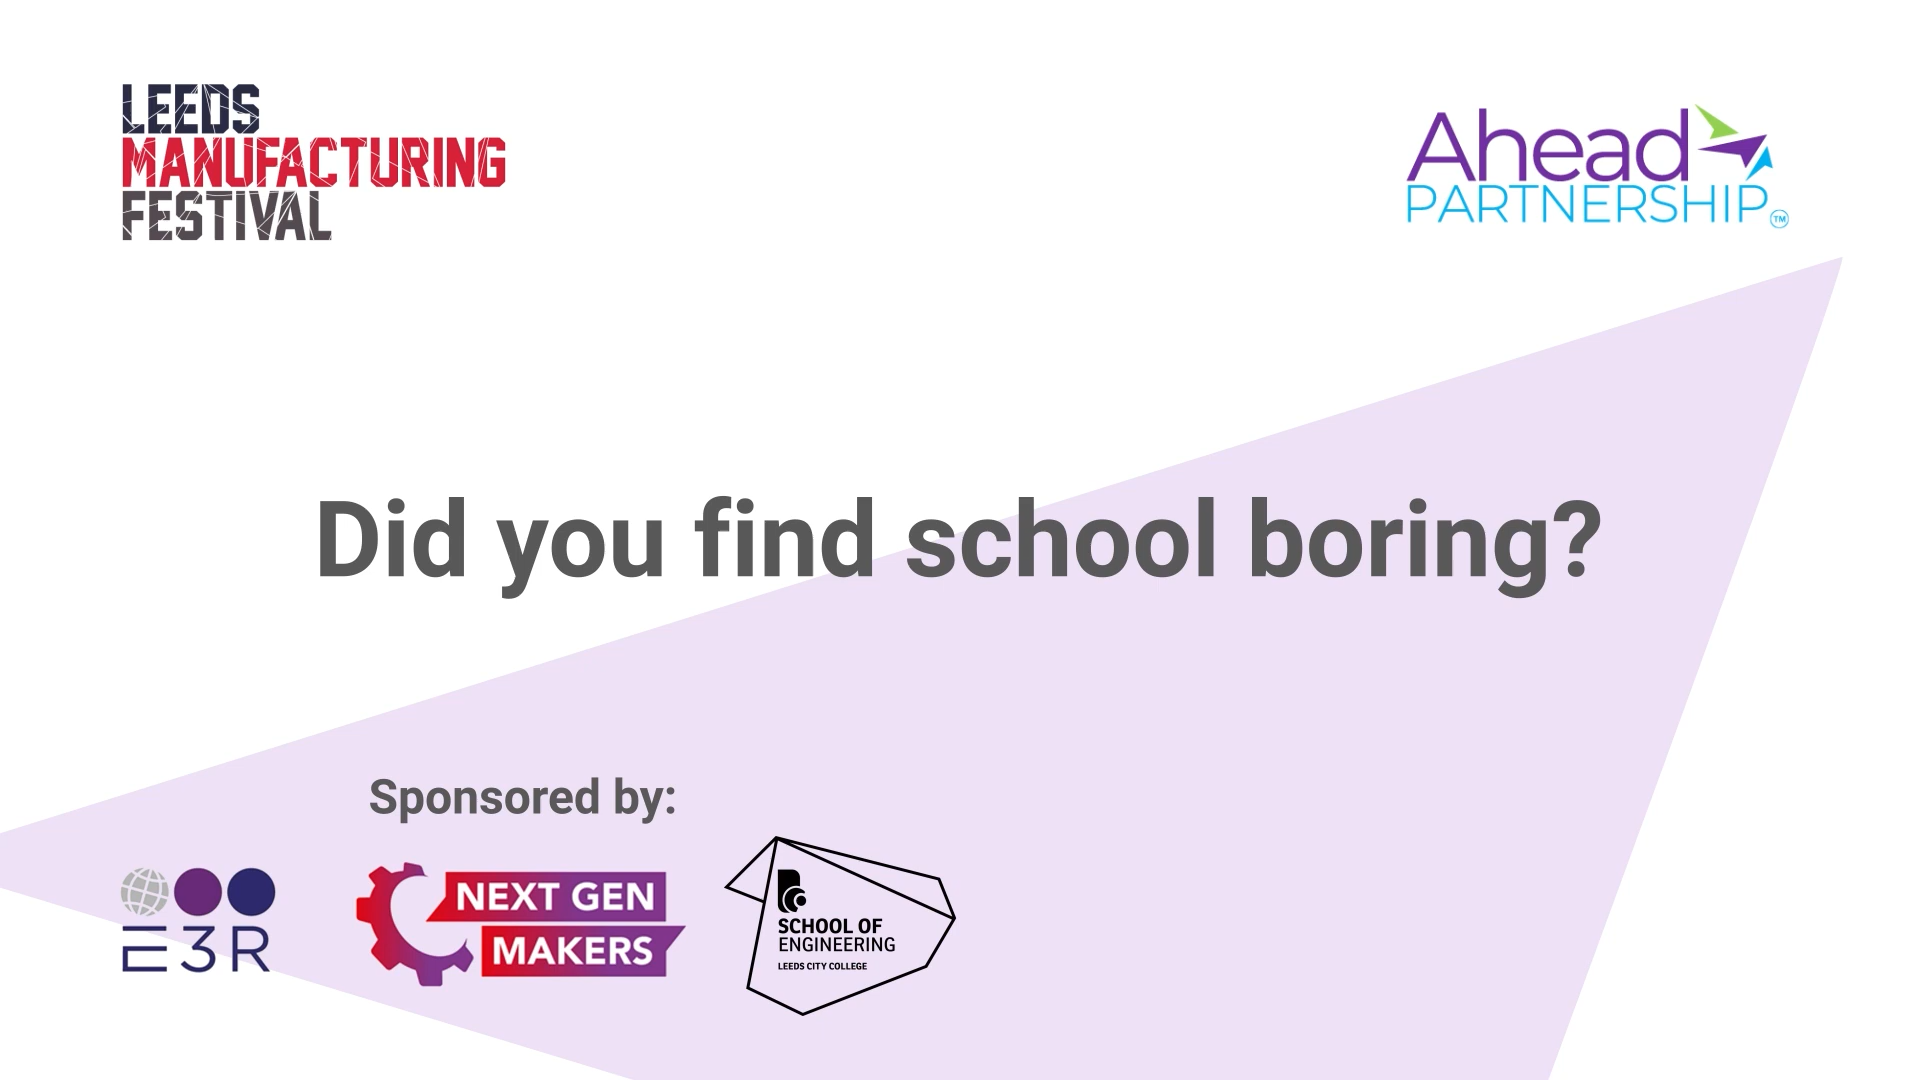 LEEDS
MANUFACTURING
FESTIVAL
Ahead
PARTNERSHIP
TM
Did you find school boring?
Sponsored by:
E3R
NEXT GEN
MAKERS
SCHOOL OF
ENGINEERING
LEEDS CITY COLLEGE